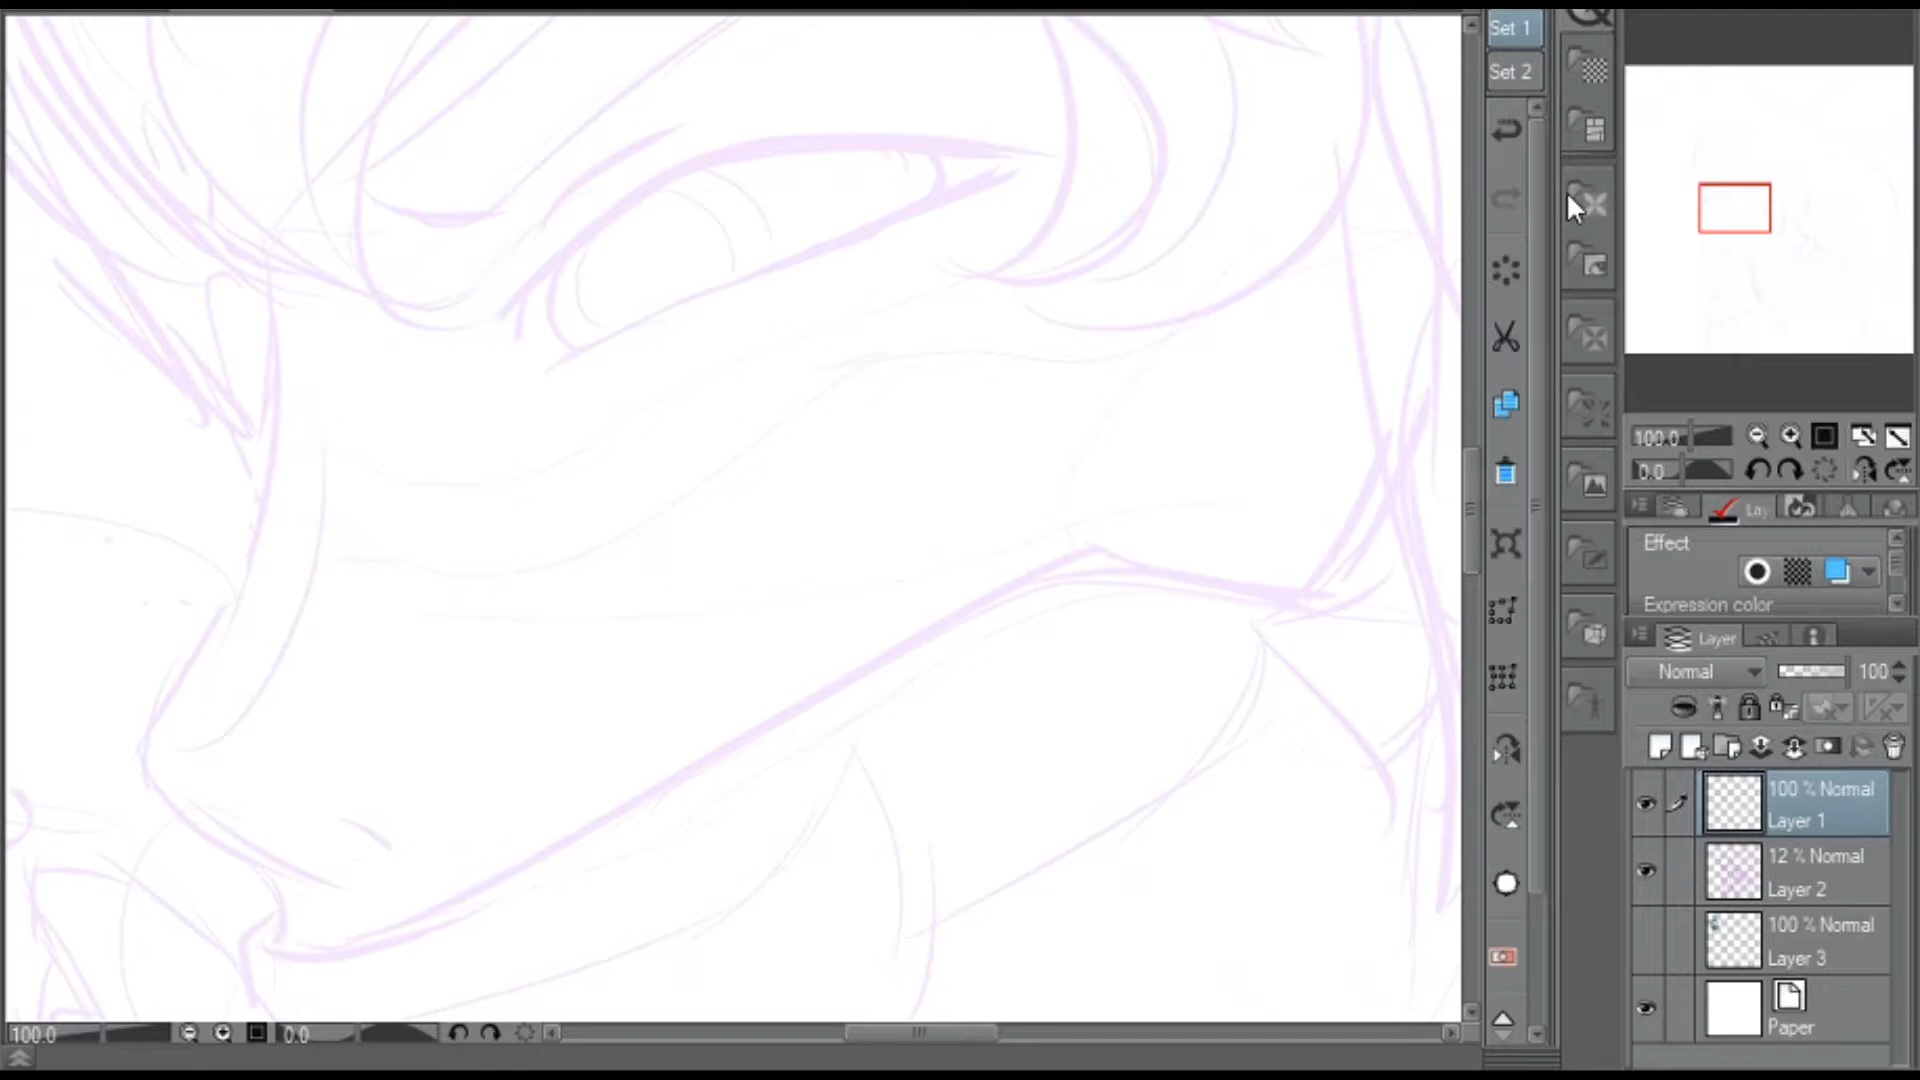 Set 1
Set 2
100.0
0.0
Lay
Effect
Expression color
Layer
Normal
100
100 % Normal
Layer 1
12 % Normal
Layer 2
100 % Normal
Layer 3
Paper
100.0
0.0